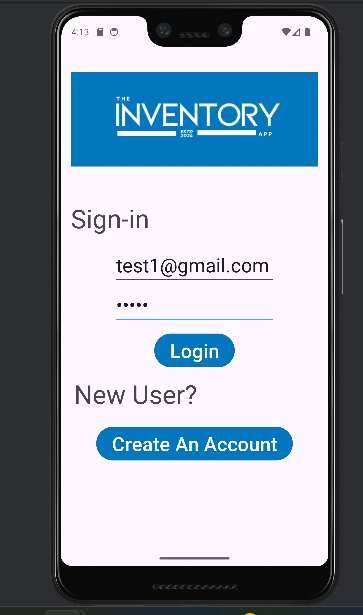 4:13
THE
INVENTORY
ESTD
2024
APP
Sign-in
test1@gmail.com
•••••
Login
New User?
Create An Account